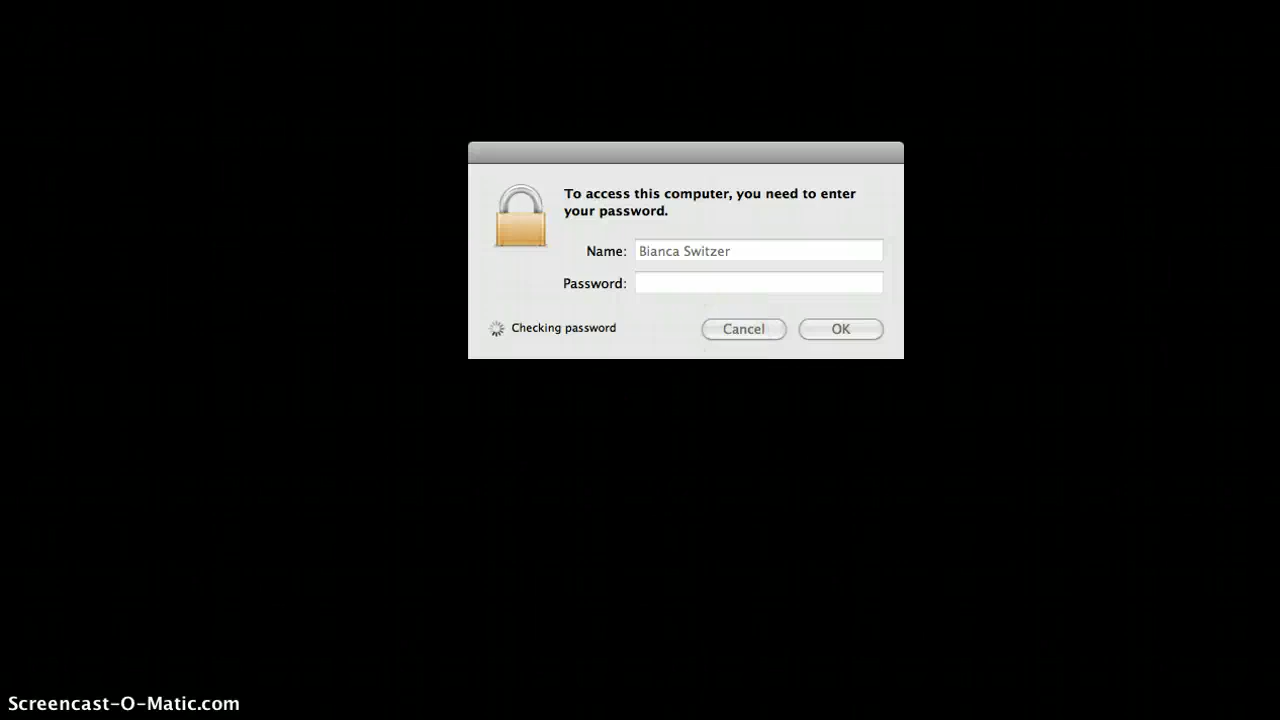 To access this computer, you need to enter
your password.
Name: Bianca Switzer
Password:
Checking password Cancel OK
Screencast-O-Matic.com